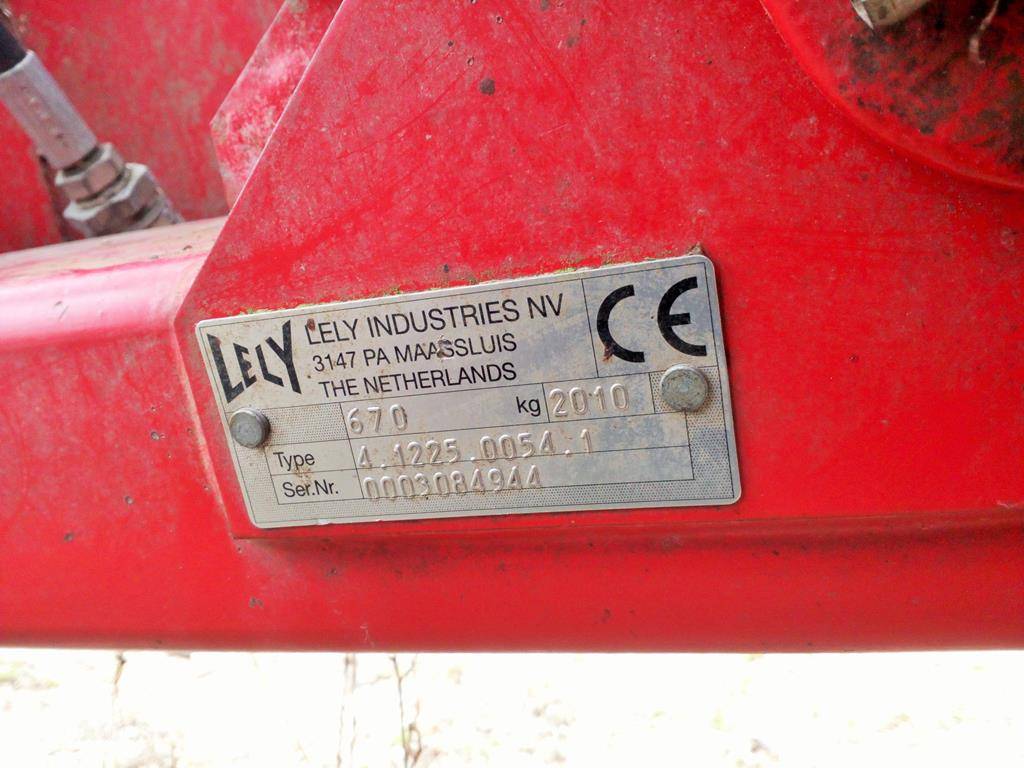 LELY
LELY INDUSTRIES NV
3147 PA MAASSLUIS
THE NETHERLANDS
CE
670 kg 2010
Type 4.1225.0054.1
Ser.Nr. 0003084944